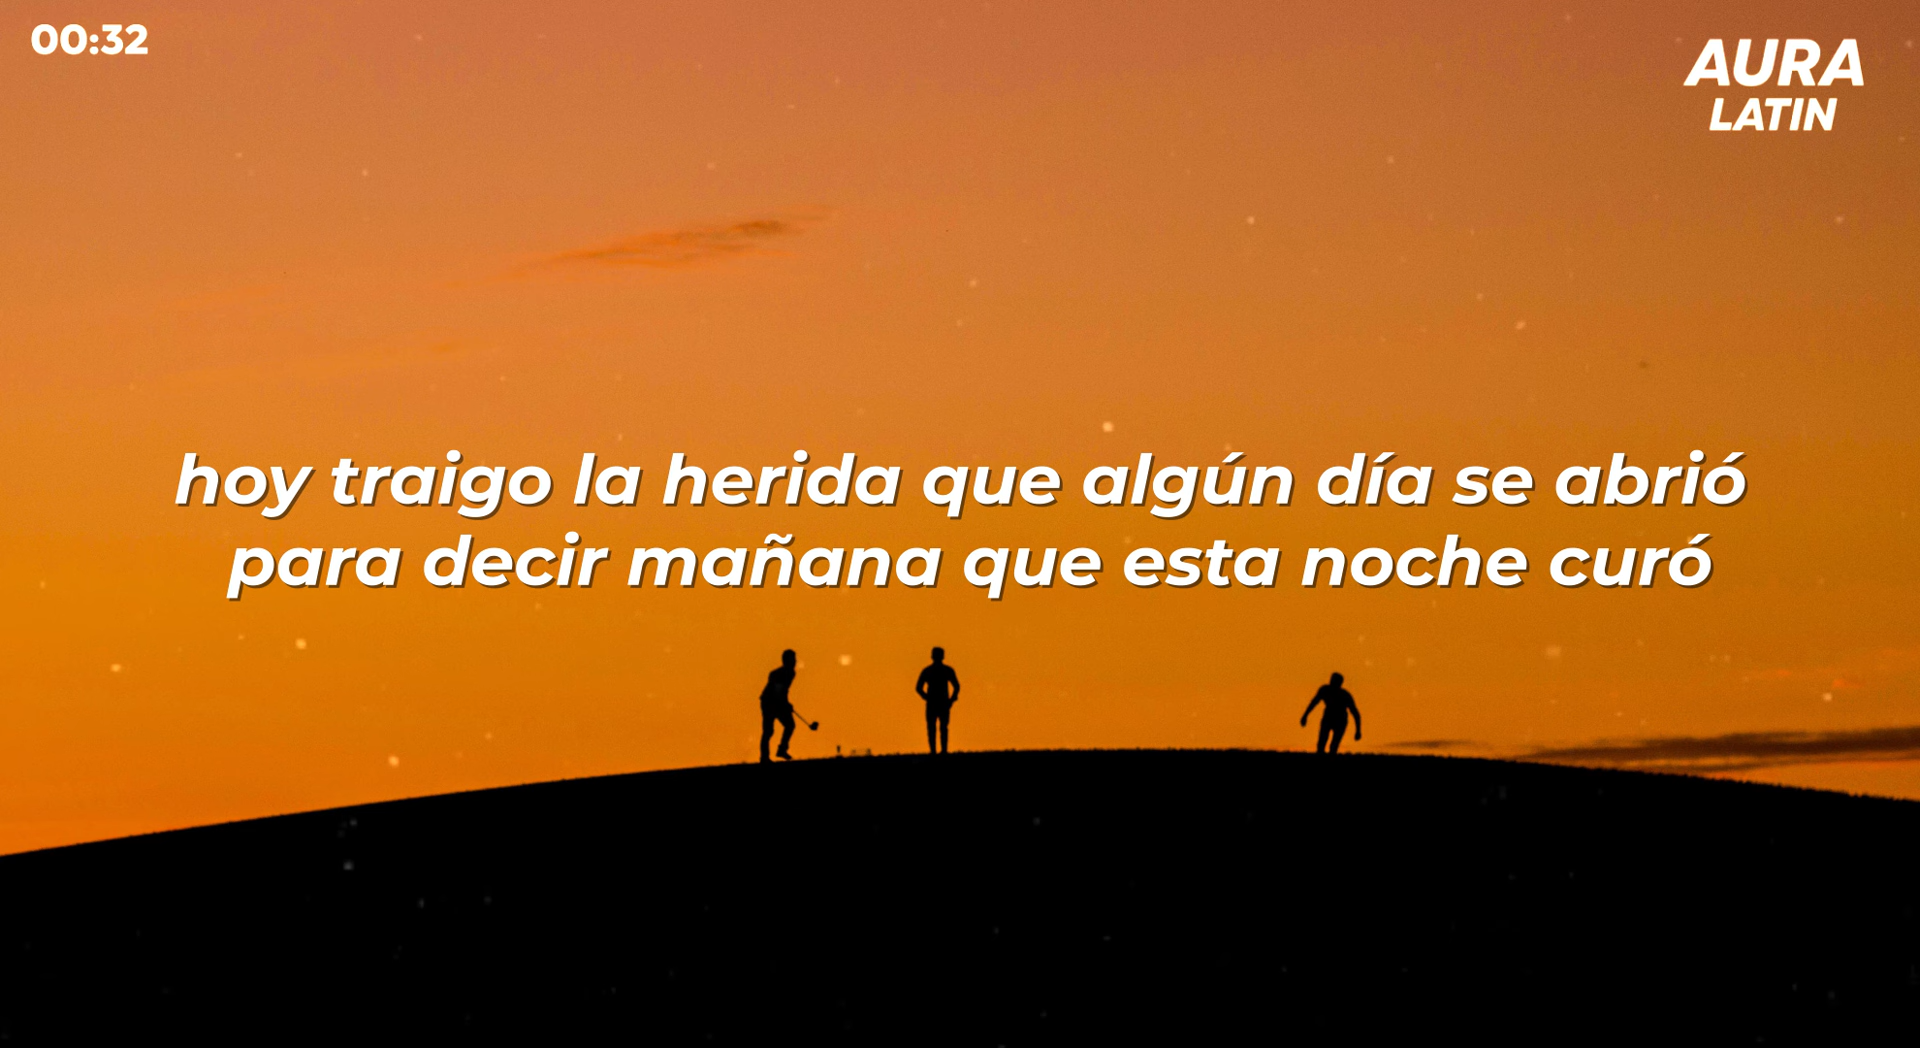 00:32
AURA
LATIN
hoy traigo la herida que algún día se abrió
para decir mañana que esta noche curó